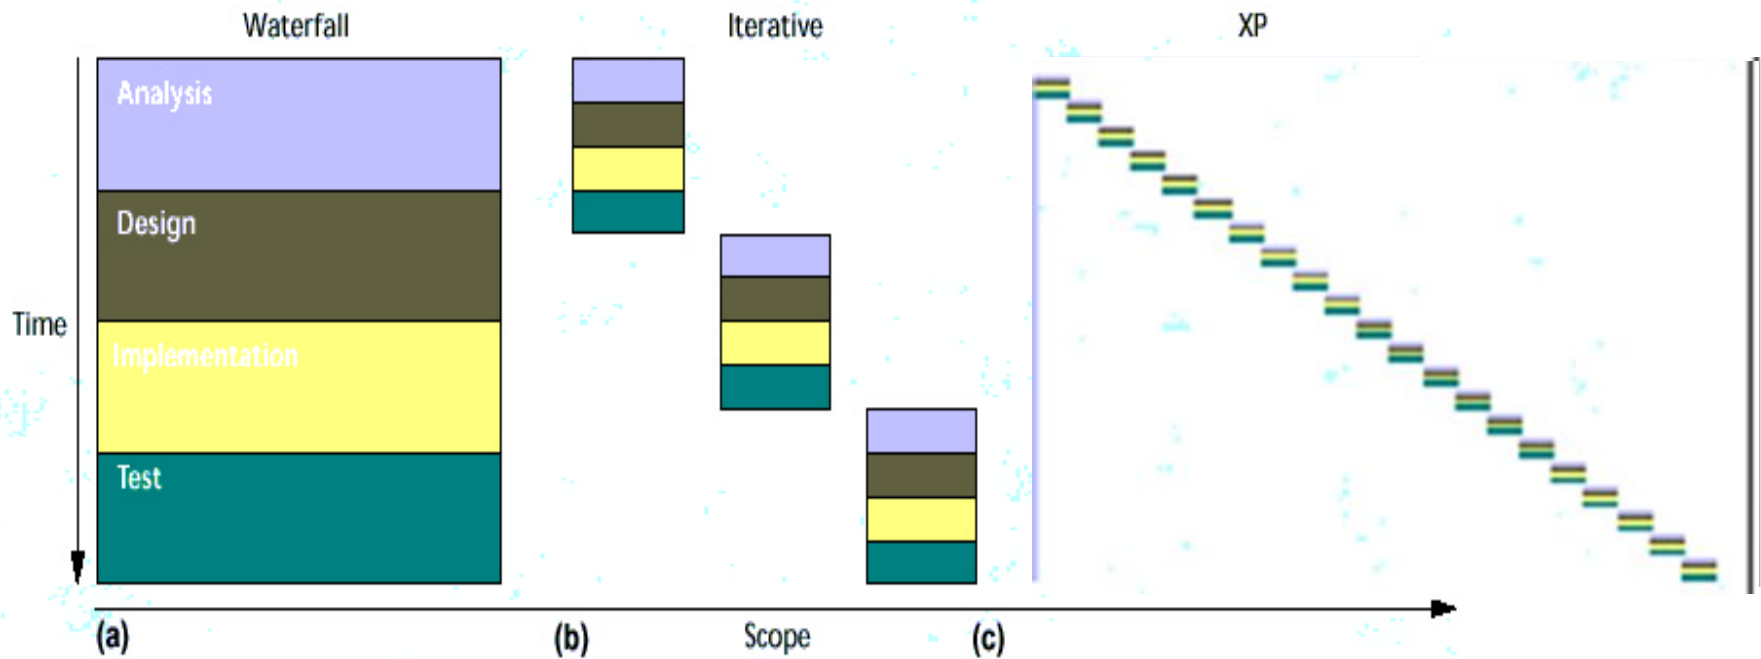 Waterfall
Iterative
XP
Analysis
Design
Time
Implementation
Test
(a)
(b)
Scope
(c)